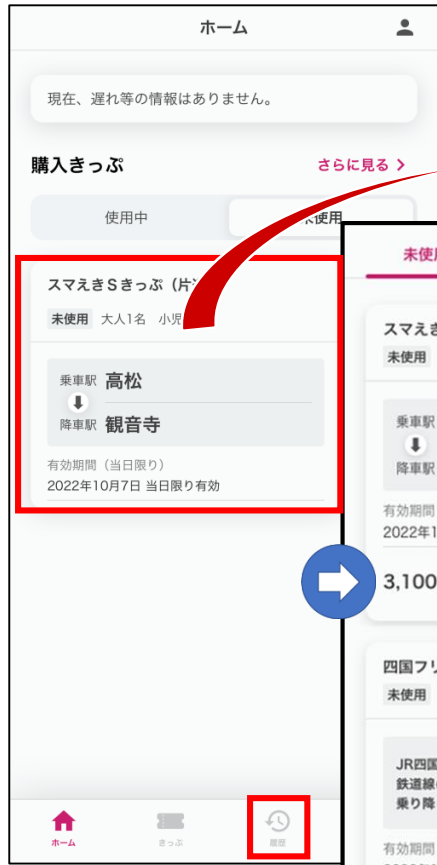 ホーム
現在、遅れ等の情報はありません。
購入きっぷ
さらに見る
使用中
使用
スマえきSきっぷ（片
未使用 大人1名 小児
乗車駅 高松
降車駅 観音寺
有効期間（当日限り）
2022年10月7日 当日限り有効
ホーム
きっぷ
履歴
未使
スマえき
未使用
乗車駅
降車駅
有効期間
2022年1
3,100
四国フリ
未使用
JR四国
鉄道線
乗り降
有効期間